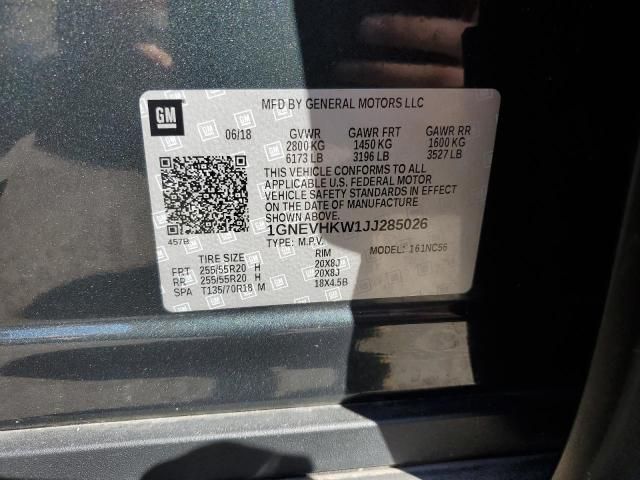 GM
MFD BY GENERAL MOTORS LLC
06/18 GVWR GAWR FRT GAWR RR
2800 KG 1450 KG 1600 KG
6173 LB 3196 LB 3527 LB
THIS VEHICLE CONFORMS TO ALL
APPLICABLE U.S. FEDERAL MOTOR
VEHICLE SAFETY STANDARDS IN EFFECT
ON THE DATE OF MANUFACTURE
SHOWN ABOVE.
1GNEVHKW1JJ285026
457B
TYPE: M.P.V. MODEL: 161NC56
TIRE SIZE RIM
FRT 255/55R20 H 20X8J
RR 255/55R20 H 20X8J
SPA T135/70R18 M 18X4.5B